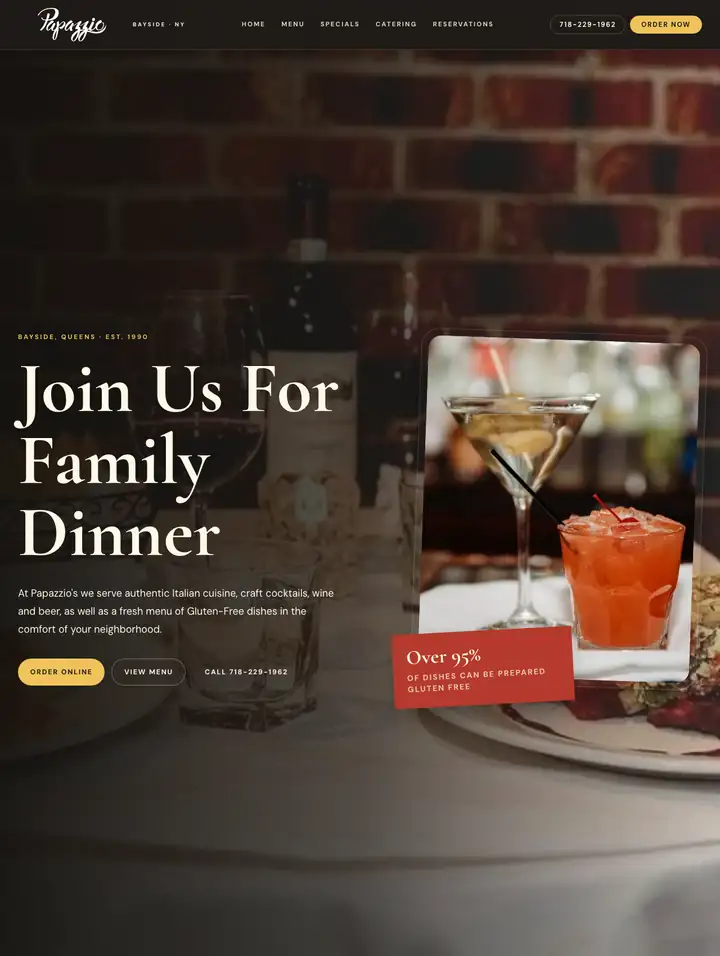 Papazzio
BAYSIDE · NY
HOME
MENU
SPECIALS
CATERING
RESERVATIONS
718-229-1962
ORDER NOW
BAYSIDE, QUEENS · EST. 1990
Join Us For
Family
Dinner
At Papazzio's we serve authentic Italian cuisine, craft cocktails, wine
and beer, as well as a fresh menu of Gluten-Free dishes in the
comfort of your neighborhood.
ORDER ONLINE
VIEW MENU
CALL 718-229-1962
Over 95%
OF DISHES CAN BE PREPARED
GLUTEN FREE